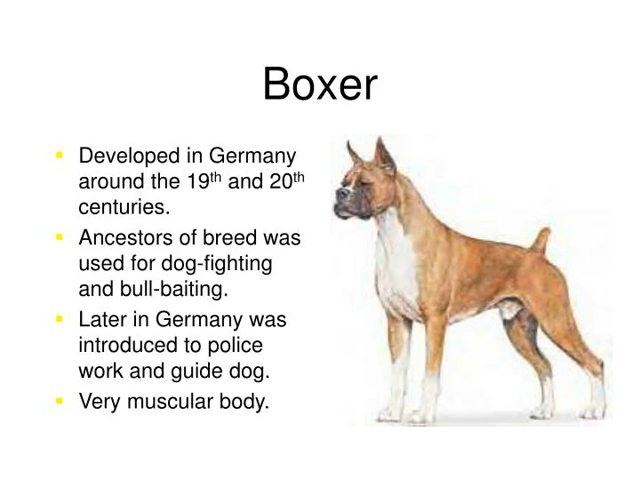 Boxer
Developed in Germany
around the 19th and 20th
centuries.
Ancestors of breed was
used for dog-fighting
and bull-baiting.
Later in Germany was
introduced to police
work and guide dog.
Very muscular body.